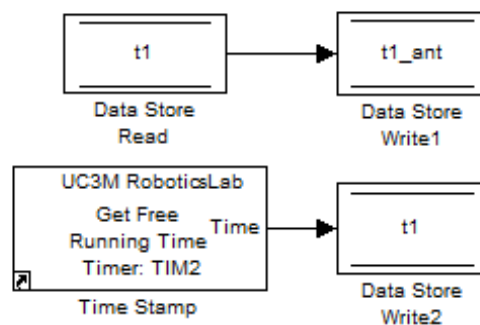 t1
Data Store
Read
t1_ant
Data Store
Write1
UC3M RoboticsLab
Get Free
Running Time
Timer: TIM2
Time
Time Stamp
t1
Data Store
Write2